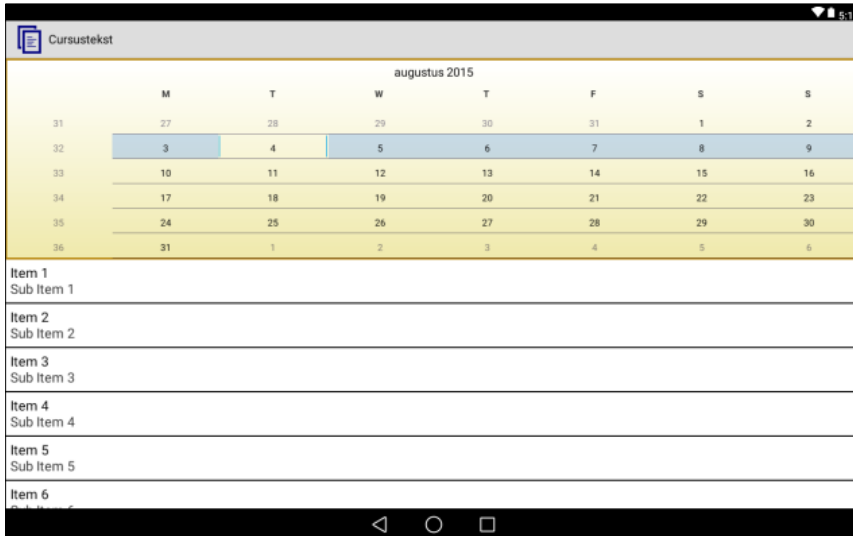 5:1
Cursustekst
augustus 2015
M T W T F S S
31 27 28 29 30 31 1 2
32 3 4 5 6 7 8 9
33 10 11 12 13 14 15 16
34 17 18 19 20 21 22 23
35 24 25 26 27 28 29 30
36 31 1 2 3 4 5 6
Item 1
Sub Item 1
Item 2
Sub Item 2
Item 3
Sub Item 3
Item 4
Sub Item 4
Item 5
Sub Item 5
Item 6